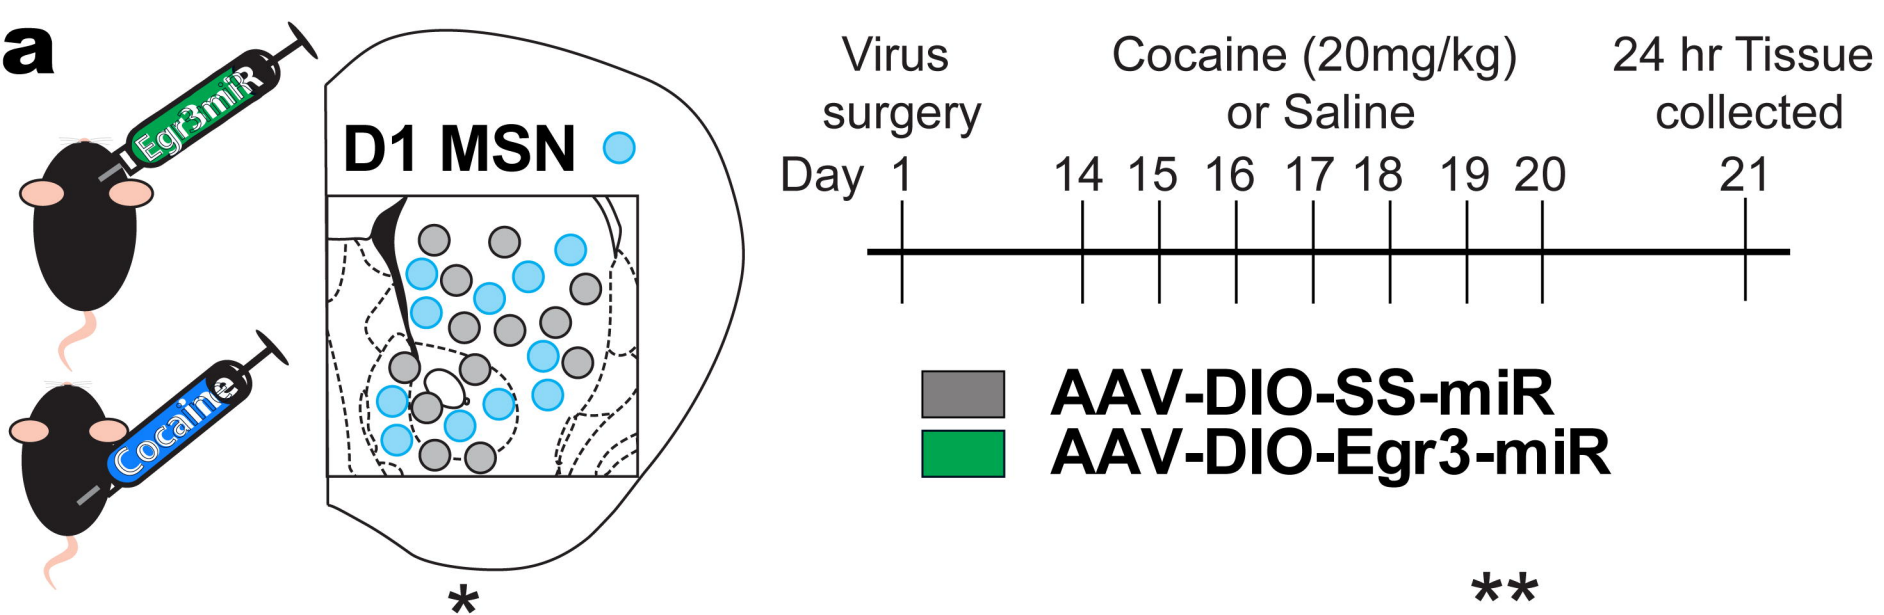 a
Egr3miR
Cocaine
D1 MSN
Virus
surgery
Cocaine (20mg/kg)
or Saline
24 hr Tissue
collected
Day 1 14 15 16 17 18 19 20 21
AAV-DIO-SS-miR
AAV-DIO-Egr3-miR
*
**